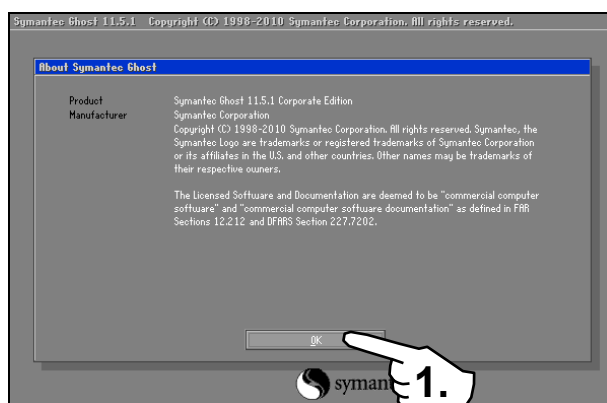 Symantec Ghost 11.5.1 Copyright (C) 1998-2010 Symantec Corporation. All rights reserved.
About Symantec Ghost
Product Symantec Ghost 11.5.1 Corporate Edition
Manufacturer Symantec Corporation
Copyright (C) 1998-2010 Symantec Corporation. All rights reserved. Symantec, the
Symantec Logo are trademarks or registered trademarks of Symantec Corporation
or its affiliates in the U.S. and other countries. Other names may be trademarks of
their respective owners.
The Licensed Software and Documentation are deemed to be "commercial computer
software" and "commercial computer software documentation" as defined in FAR
Sections 12.212 and DFARS Section 227.7202.
OK
syman
1.